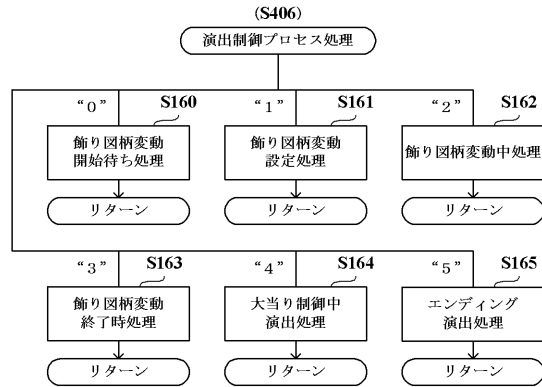 (S406)
演出制御プロセス処理
“0”
S160
“1”
S161
“2”
S162
飾り図柄変動
開始待ち処理
飾り図柄変動
設定処理
飾り図柄変動中処理
リターン
リターン
リターン
“3”
S163
“4”
S164
“5”
S165
飾り図柄変動
終了時処理
大当り制御中
演出処理
エンディング
演出処理
リターン
リターン
リターン